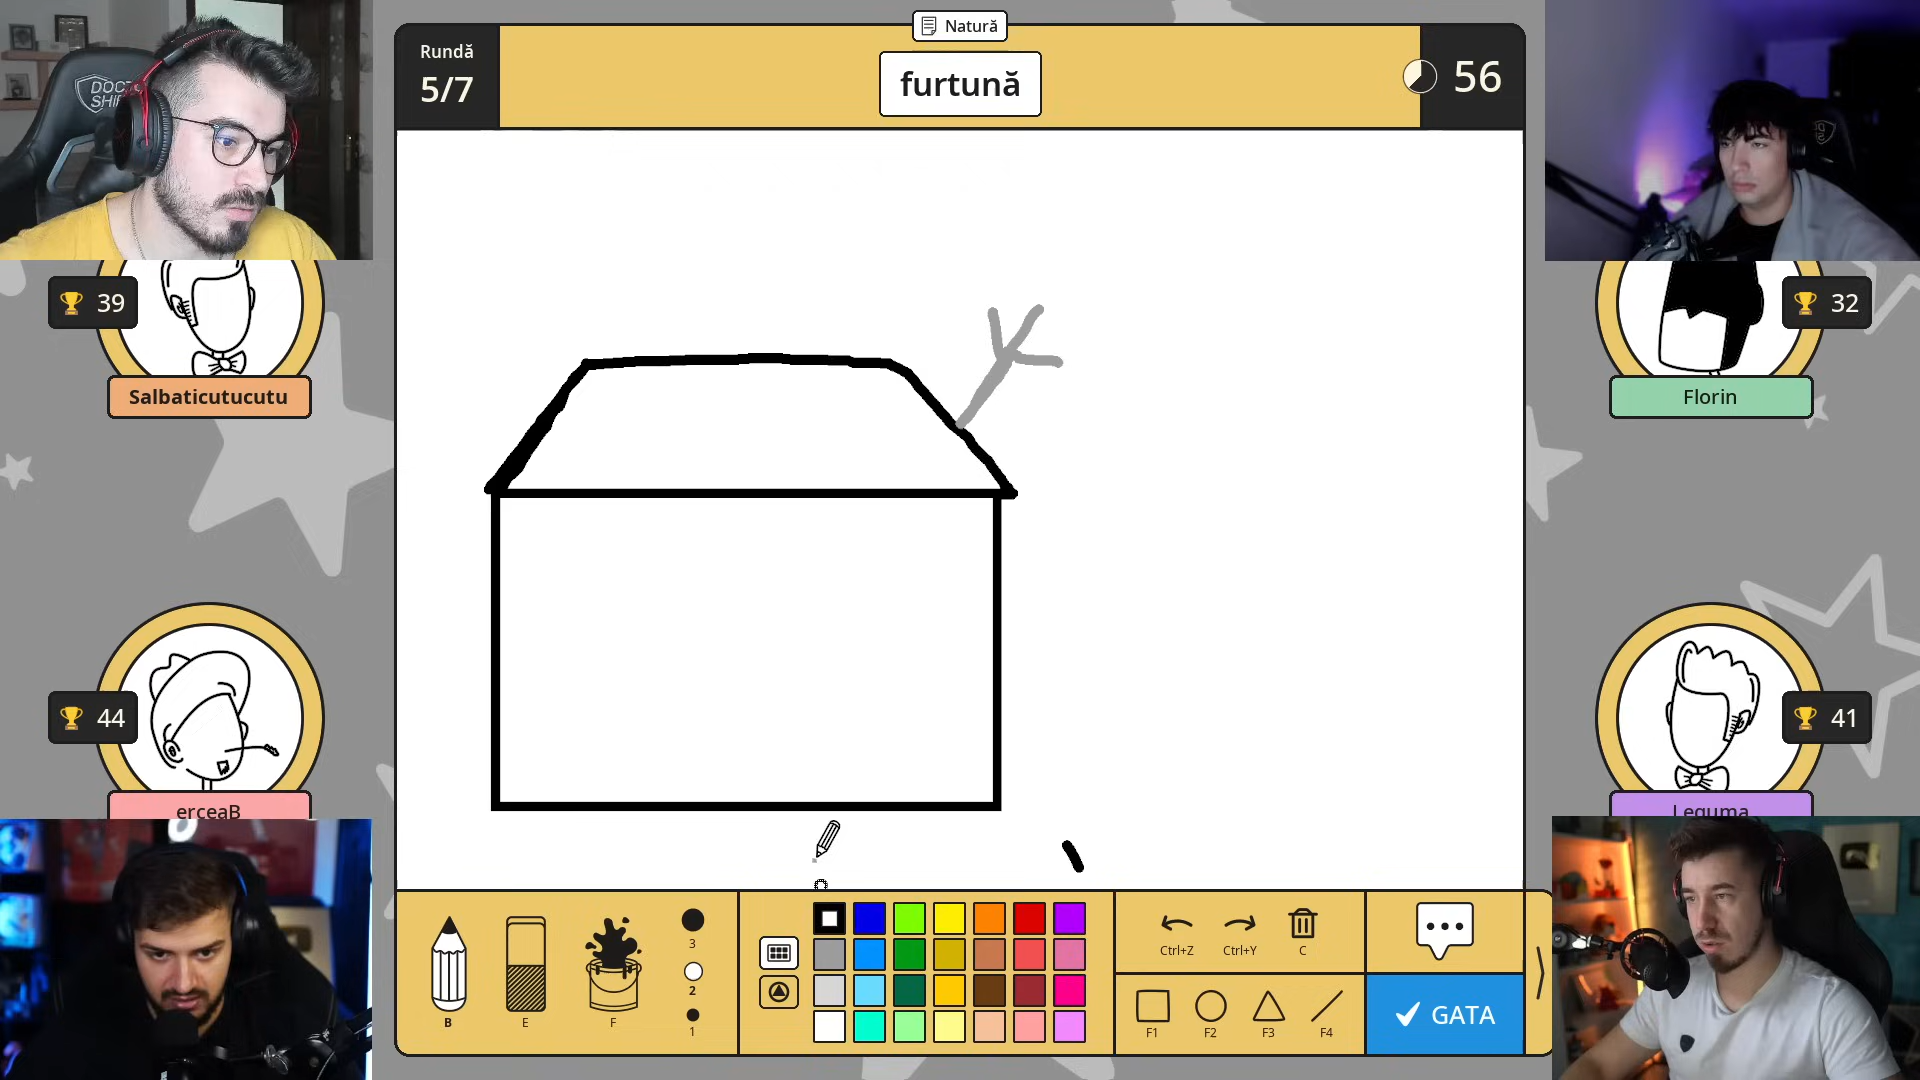 Natură
Rundă
5/7
furtună
56
39
32
Salbaticutucutu
Florin
44
41
erceaB
Leguma
3
2
1
B
E
F
Ctrl+Z
Ctrl+Y
C
F1
F2
F3
F4
GATA